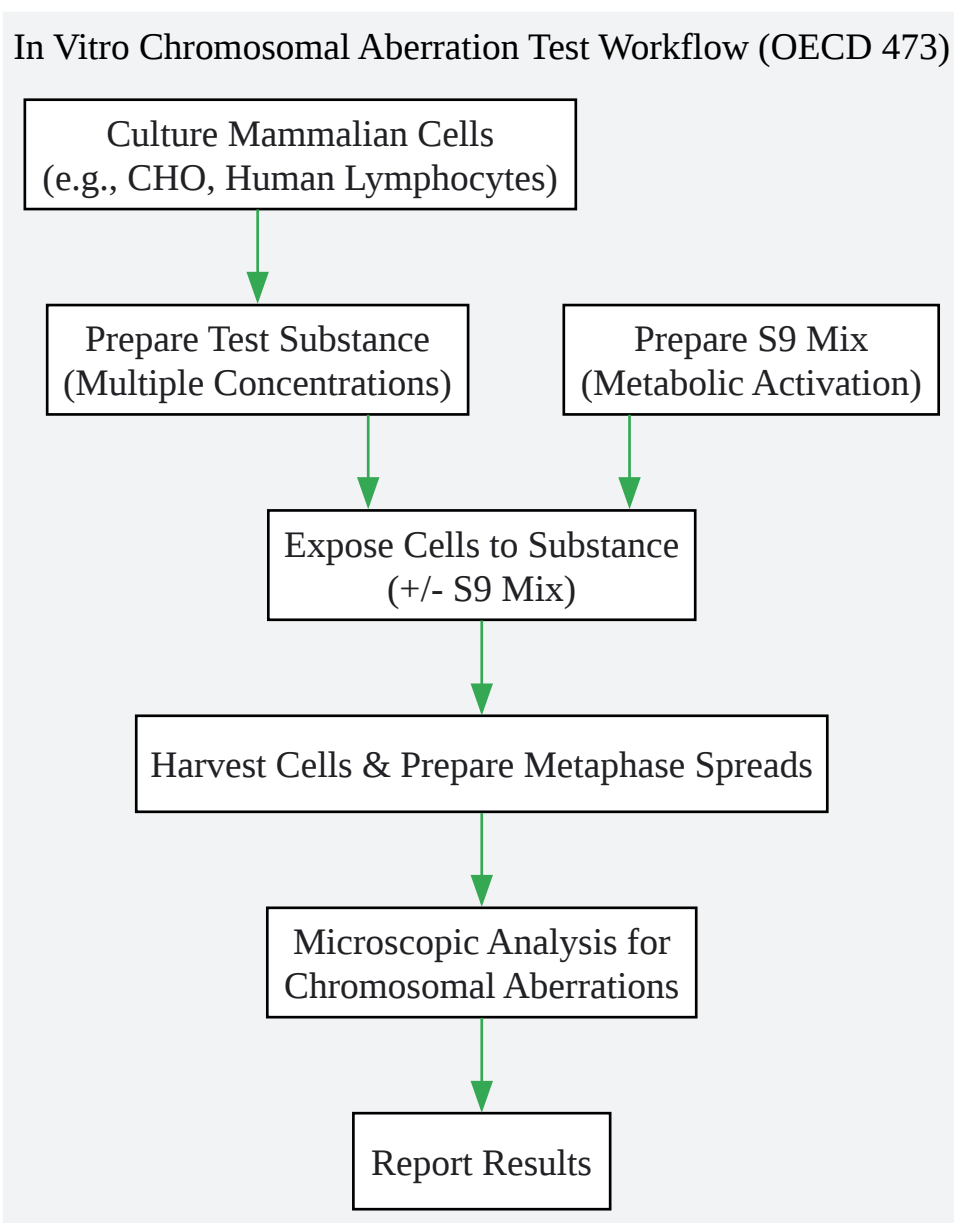 In Vitro Chromosomal Aberration Test Workflow (OECD 473)
Culture Mammalian Cells
(e.g., CHO, Human Lymphocytes)
Prepare Test Substance
(Multiple Concentrations)
Prepare S9 Mix
(Metabolic Activation)
Expose Cells to Substance
(+/- S9 Mix)
Harvest Cells & Prepare Metaphase Spreads
Microscopic Analysis for
Chromosomal Aberrations
Report Results